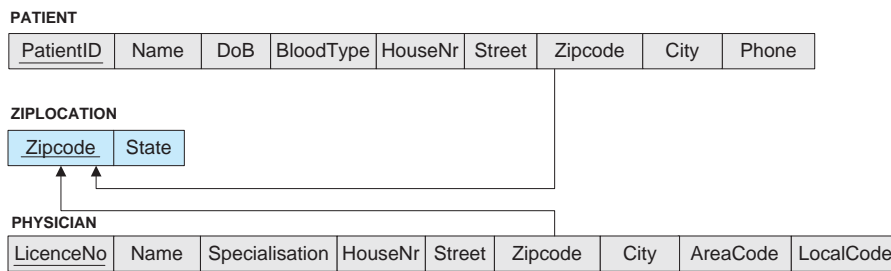 PATIENT
PatientID Name DoB BloodType HouseNr Street Zipcode City Phone
ZIPLOCATION
Zipcode State
PHYSICIAN
LicenceNo Name Specialisation HouseNr Street Zipcode City AreaCode LocalCode